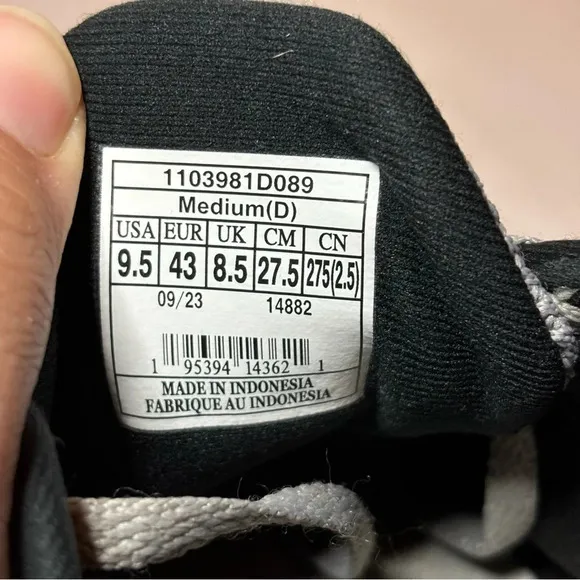 1103981D089
Medium(D)
USA EUR UK CM CN
9.5 43 8.5 27.5 275(2.5)
09/23 14882
1 95394 14362 1
MADE IN INDONESIA
FABRIQUE AU INDONESIA